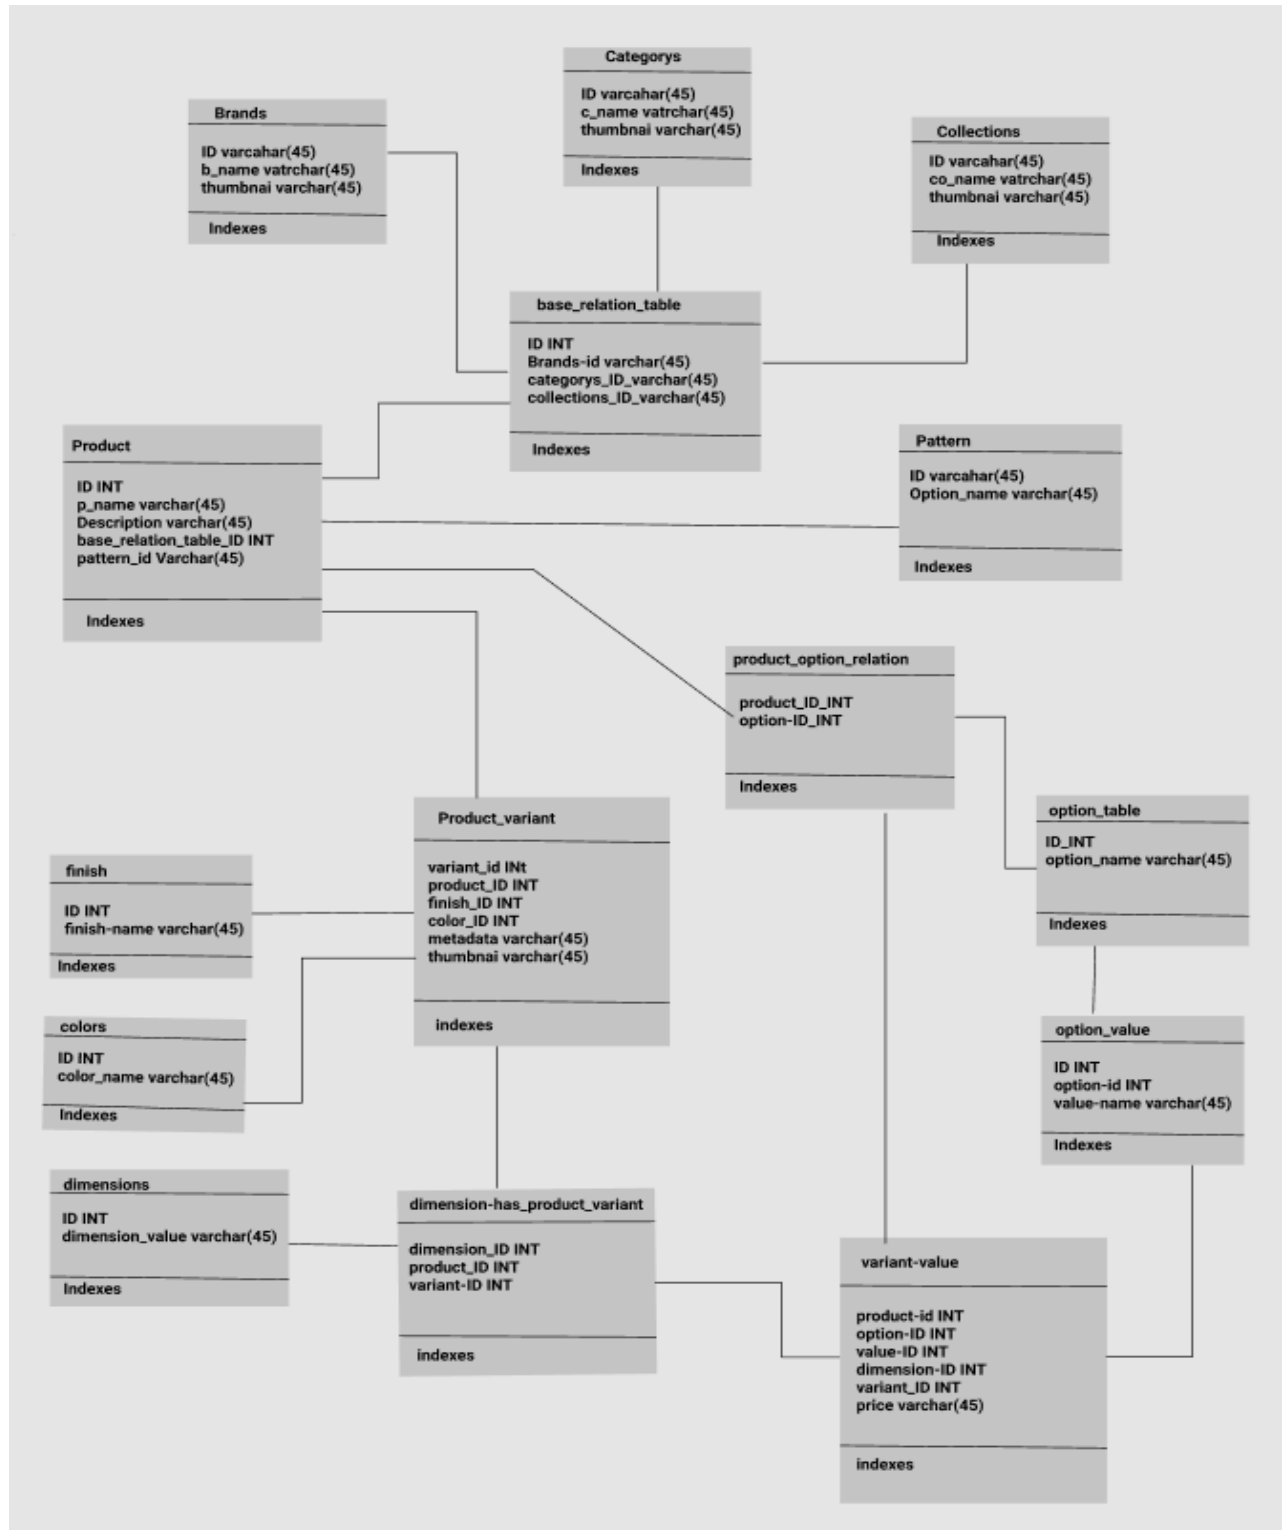 Categorys
ID varcahar(45)
c_name vatrchar(45)
thumbnai varchar(45)
Indexes
Brands
ID varcahar(45)
b_name vatrchar(45)
thumbnai varchar(45)
Indexes
Collections
ID varcahar(45)
co_name vatrchar(45)
thumbnai varchar(45)
Indexes
base_relation_table
ID INT
Brands-id varchar(45)
categorys_ID_varchar(45)
collections_ID_varchar(45)
Indexes
Product
ID INT
p_name varchar(45)
Description varchar(45)
base_relation_table_ID INT
pattern_id Varchar(45)
Indexes
Pattern
ID varcahar(45)
Option_name varchar(45)
Indexes
product_option_relation
product_ID_INT
option-ID_INT
Indexes
Product_variant
variant_id INt
product_ID INT
finish_ID INT
color_ID INT
metadata varchar(45)
thumbnai varchar(45)
indexes
option_table
ID_INT
option_name varchar(45)
Indexes
finish
ID INT
finish-name varchar(45)
Indexes
colors
ID INT
color_name varchar(45)
Indexes
option_value
ID INT
option-id INT
value-name varchar(45)
Indexes
dimensions
ID INT
dimension_value varchar(45)
Indexes
dimension-has_product_variant
dimension_ID INT
product_ID INT
variant-ID INT
indexes
variant-value
product-id INT
option-ID INT
value-ID INT
dimension-ID INT
variant_ID INT
price varchar(45)
indexes